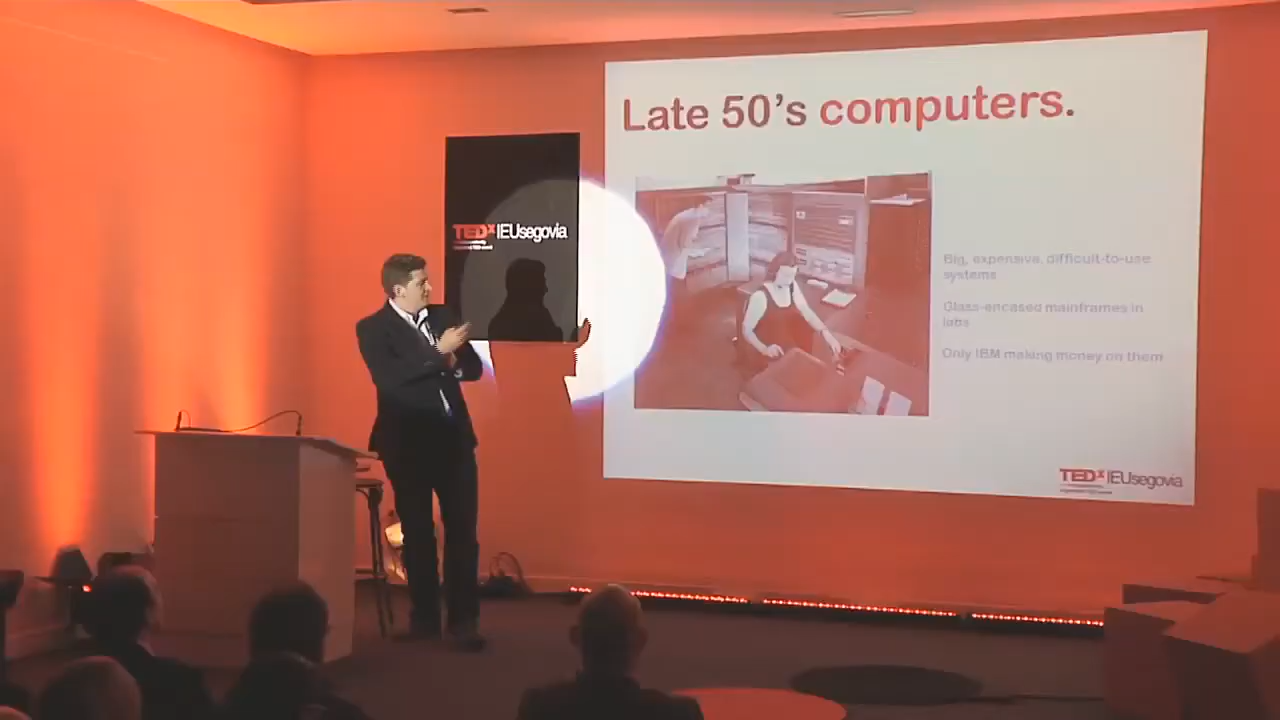 Late 50's computers.
TEDx IEUsegovia
Big, expensive, difficult-to-use
systems
Glass-encased mainframes in
labs
Only IBM making money on them
TEDx IEUsegovia